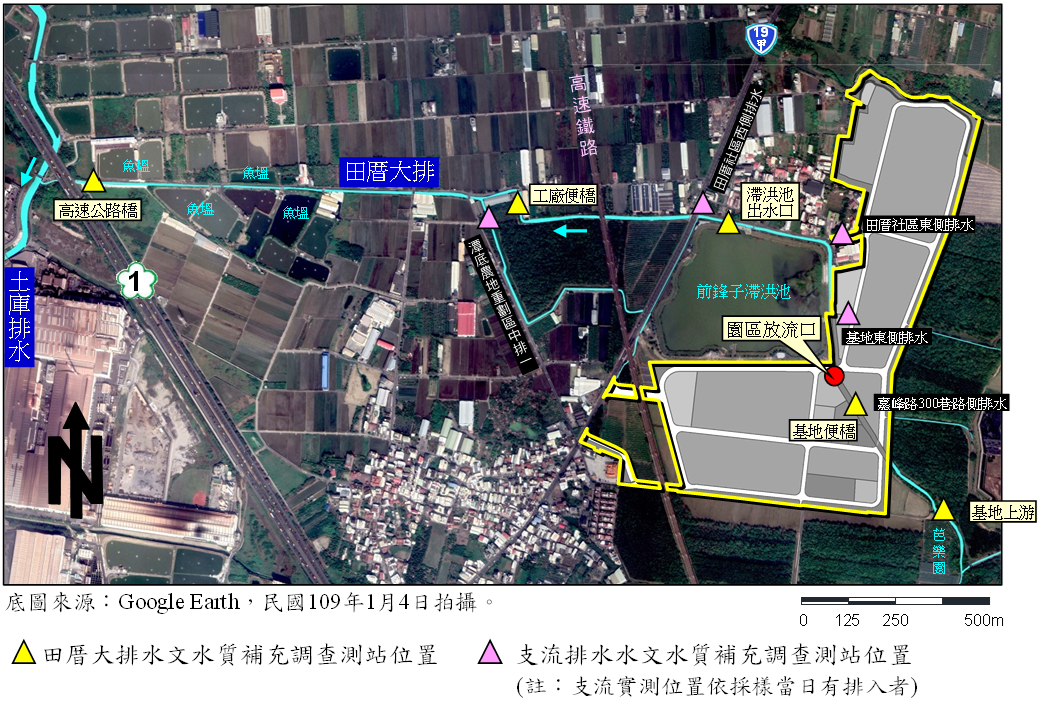 19
甲
高速鐵路
田厝社區西側排水
魚塭
魚塭
田厝大排
魚塭
魚塭
高速公路橋
工廠便橋
滯洪池
出水口
田厝社區東側排水
潭底農地重劃區中排一
前鋒子滯洪池
1
土庫排水
園區放流口
基地東側排水
嘉峰路300巷路側排水
基地便橋
N
基地上游
芭樂園
底圖來源：Google Earth，民國109年1月4日拍攝。
0 125 250 500m
田厝大排水文水質補充調查測站位置
支流排水水文水質補充調查測站位置
(註：支流實測位置依採樣當日有排入者)